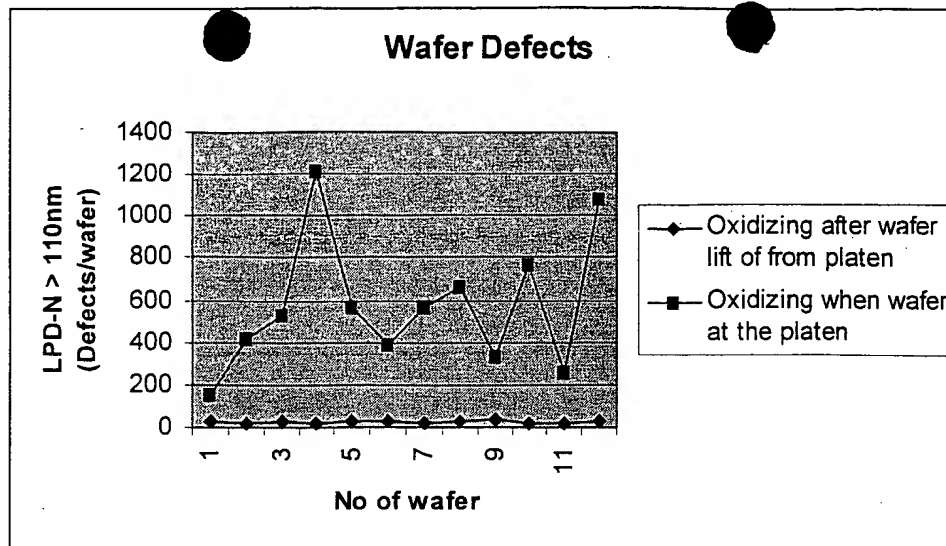 Wafer Defects
LPD-N > 110nm
(Defects/wafer)
1400
1200
1000
800
600
400
200
0
1
3
5
7
9
11
No of wafer
Oxidizing after wafer
lift of from platen
Oxidizing when wafer
at the platen